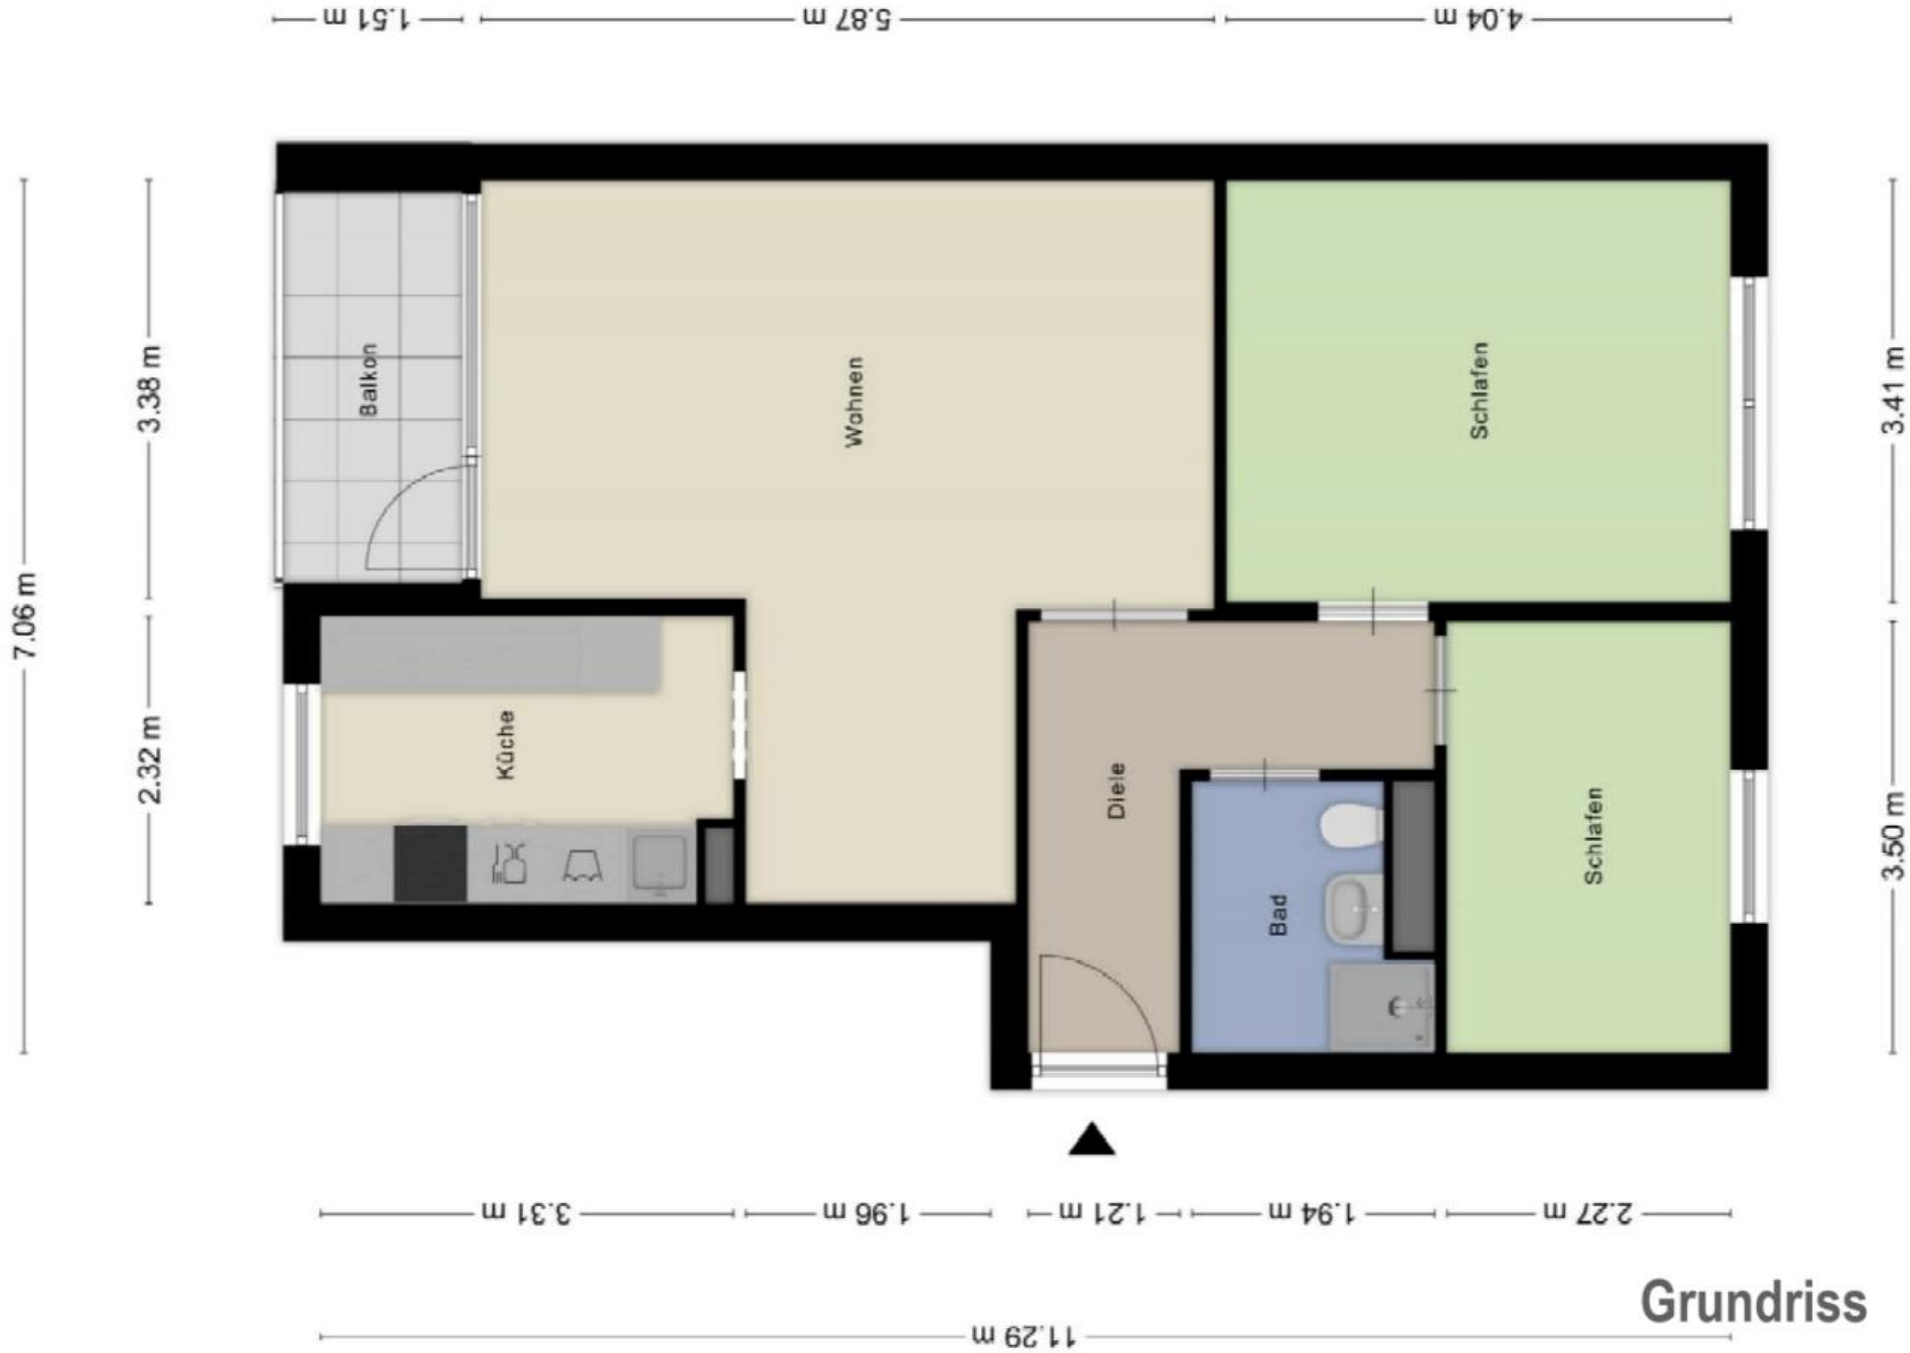 1.51 m
5.87 m
4.04 m
7.06 m
3.38 m
2.32 m
3.41 m
3.50 m
Balkon
Wohnen
Schlafen
Küche
Diele
Bad
Schlafen
3.31 m
1.96 m
1.21 m
1.94 m
2.27 m
11.29 m
Grundriss